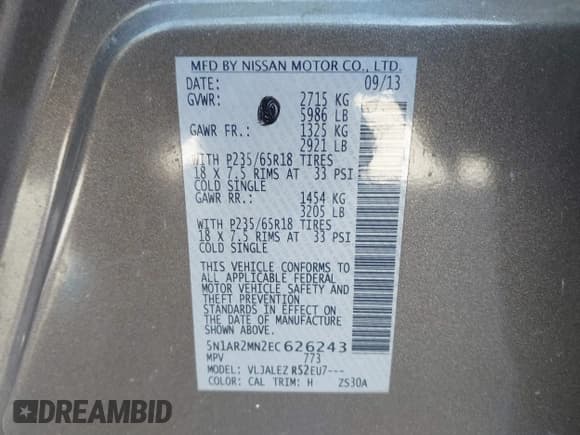 MFD BY NISSAN MOTOR CO., LTD.
DATE: 09/13
GVWR: 2715 KG
5986 LB
GAWR FR.: 1325 KG
2921 LB
WITH P235/65R18 TIRES
18 X 7.5 RIMS AT 33 PSI
COLD SINGLE
GAWR RR.: 1454 KG
3205 LB
WITH P235/65R18 TIRES
18 X 7.5 RIMS AT 33 PSI
COLD SINGLE
THIS VEHICLE CONFORMS TO
ALL APPLICABLE FEDERAL
MOTOR VEHICLE SAFETY AND
THEFT PREVENTION
STANDARDS IN EFFECT ON
THE DATE OF MANUFACTURE
SHOWN ABOVE.
5N1AR2MN2EC626243
MPV 773
MODEL: VLJALEZ R52EU7---
COLOR: CAL TRIM: H ZS30A
DREAMBID